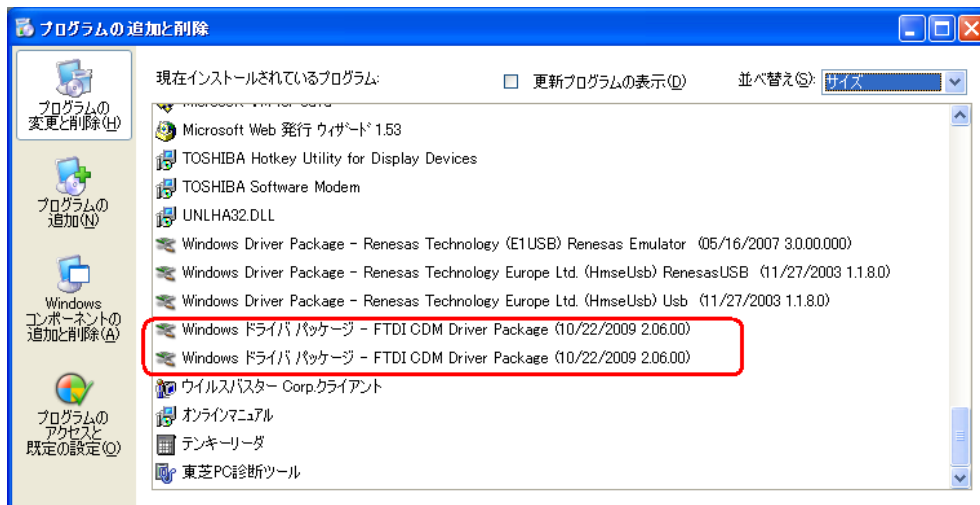 プログラムの追加と削除
現在インストールされているプログラム:
更新プログラムの表示(D)
並べ替え(S):
サイズ
プログラムの
変更と削除(H)
プログラムの
追加(N)
Windows
コンポーネントの
追加と削除(A)
プログラムの
アクセスと
既定の設定(O)
Microsoft Web 発行 ウィザード 1.53
TOSHIBA Hotkey Utility for Display Devices
TOSHIBA Software Modem
UNLHA32.DLL
Windows Driver Package - Renesas Technology (E1USB) Renesas Emulator (05/16/2007 3.0.00.000)
Windows Driver Package - Renesas Technology Europe Ltd. (HmseUsb) RenesasUSB (11/27/2003 1.1.8.0)
Windows Driver Package - Renesas Technology Europe Ltd. (HmseUsb) Usb (11/27/2003 1.1.8.0)
Windows ドライバ パッケージ - FTDI CDM Driver Package (10/22/2009 2.06.00)
Windows ドライバ パッケージ - FTDI CDM Driver Package (10/22/2009 2.06.00)
ウイルスバスター Corp.クライアント
オンラインマニュアル
テンキーリーダ
東芝PC診断ツール